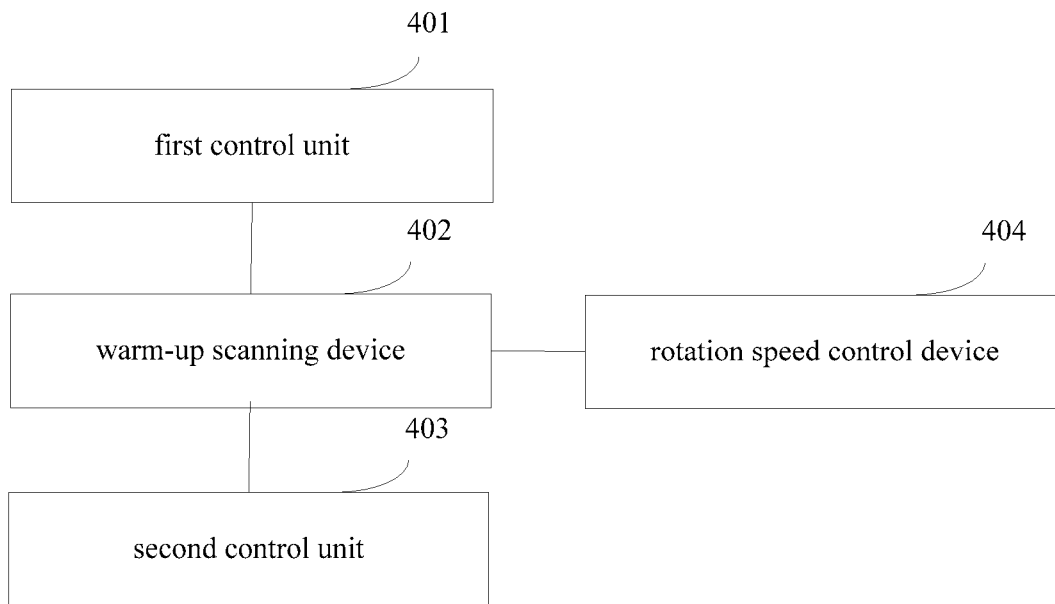 401
first control unit
402
404
warm-up scanning device
rotation speed control device
403
second control unit